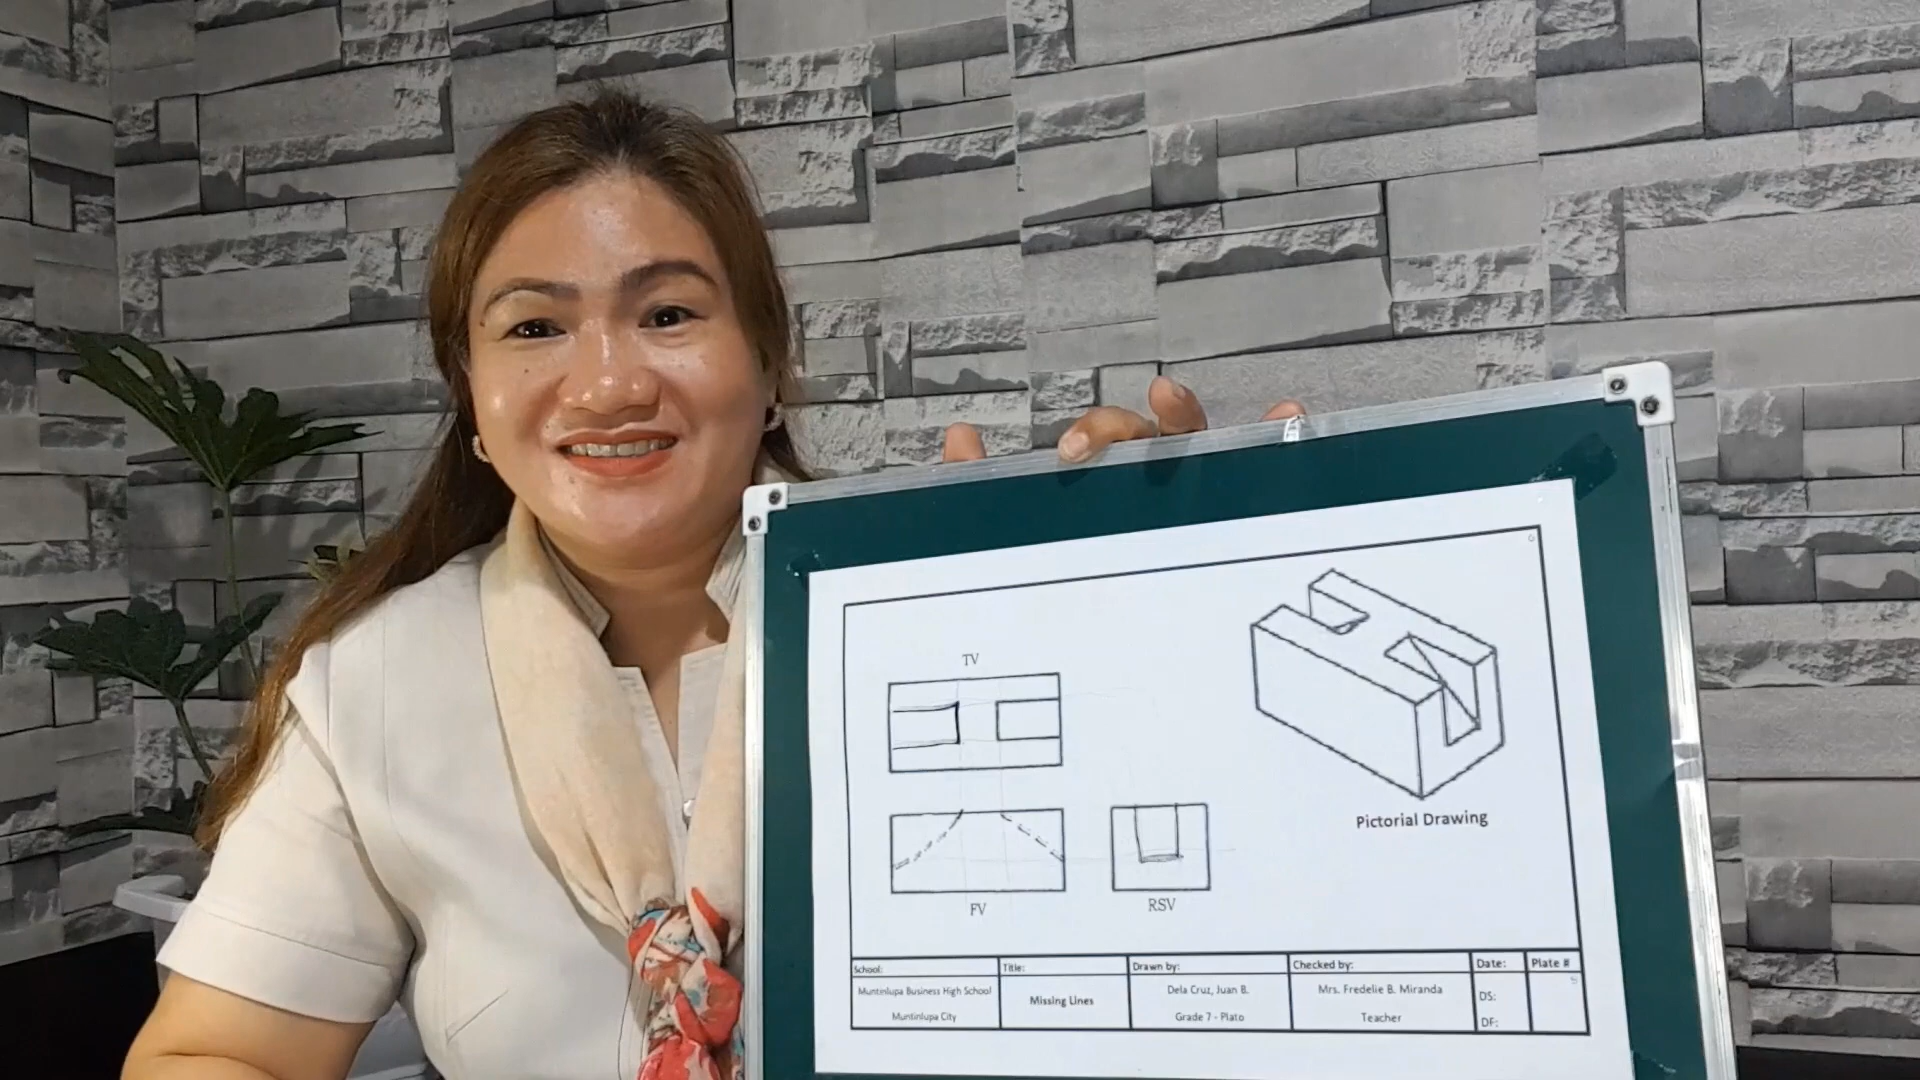 TV
Pictorial Drawing
FV
RSV
School:
Title:
Drawn by:
Checked by:
Date:
Plate #
Muntinlupa Business High School
Muntinlupa City
Missing Lines
Dela Cruz, Juan B.
Grade 7 - Plato
Mrs. Fredelie B. Miranda
Teacher
DS:
DF: